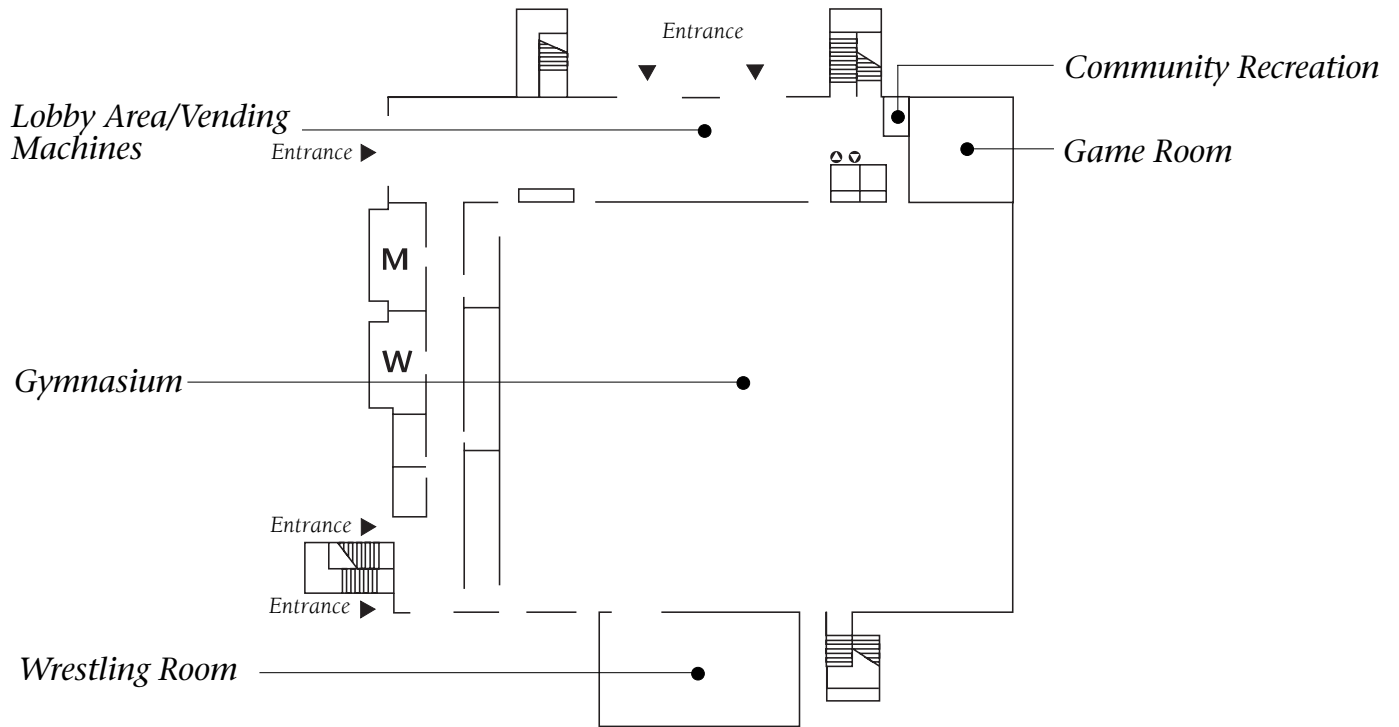 Entrance
Community Recreation
Lobby Area/Vending
Machines
Entrance
Game Room
M
W
Gymnasium
Entrance
Entrance
Wrestling Room